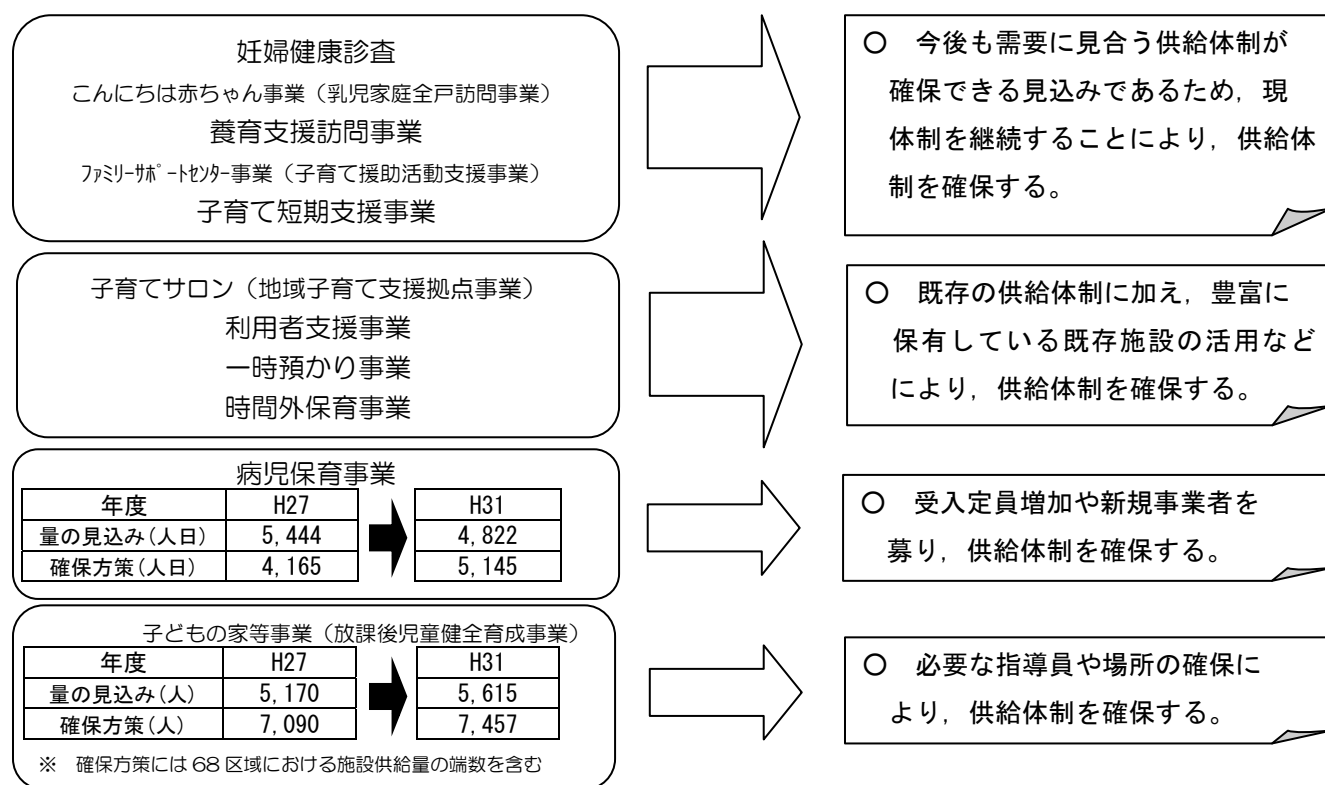 妊婦健康診査
こんにちは赤ちゃん事業（乳児家庭全戸訪問事業）
養育支援訪問事業
ﾌｧﾐﾘｰｻﾎﾟｰﾄｾﾝﾀｰ事業（子育て援助活動支援事業）
子育て短期支援事業
○　今後も需要に見合う供給体制が
確保できる見込みであるため，現
体制を継続することにより，供給体
制を確保する。
子育てサロン（地域子育て支援拠点事業）
利用者支援事業
一時預かり事業
時間外保育事業
○　既存の供給体制に加え，豊富に
保有している既存施設の活用など
により，供給体制を確保する。
病児保育事業
年度 H27 H31
量の見込み(人日) 5,444 4,822
確保方策(人日) 4,165 5,145
○　受入定員増加や新規事業者を
募り，供給体制を確保する。
子どもの家等事業（放課後児童健全育成事業）
年度 H27 H31
量の見込み(人) 5,170 5,615
確保方策(人) 7,090 7,457
※　確保方策には 68 区域における施設供給量の端数を含む
○　必要な指導員や場所の確保に
より，供給体制を確保する。